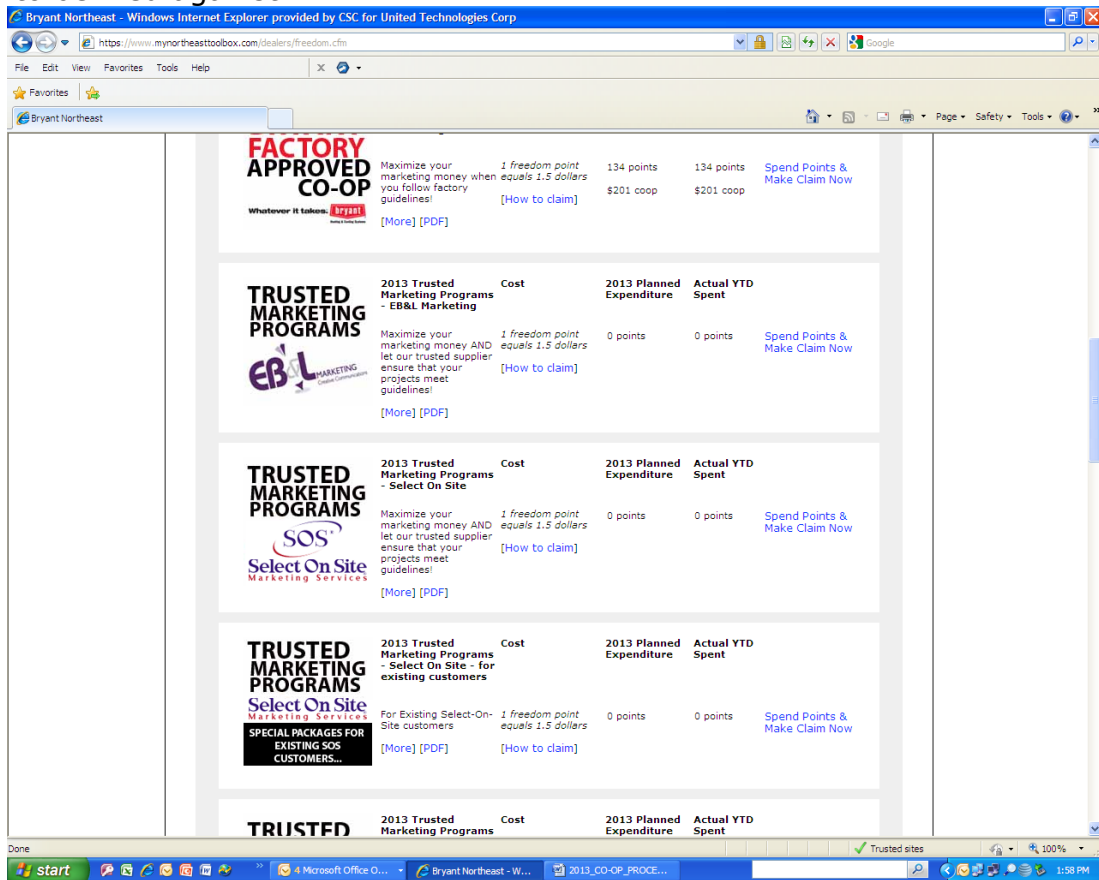 Bryant Northeast - Windows Internet Explorer provided by CSC for United Technologies Corp
https://www.mynortheasttoolbox.com/dealers/freedom.cfm
Google
File Edit View Favorites Tools Help
X
Favorites
Bryant Northeast
Page Safety Tools
FACTORY
APPROVED
CO-OP
Whatever it takes. bryant
Heating & Cooling Systems
Maximize your
marketing money when
you follow factory
guidelines!
[More] [PDF]
1 freedom point
equals 1.5 dollars
[How to claim]
134 points
$201 coop
134 points
$201 coop
Spend Points &
Make Claim Now
TRUSTED
MARKETING
PROGRAMS
EB&L MARKETING
Creative Communications
2013 Trusted
Marketing Programs
- EB&L Marketing
Maximize your
marketing money AND
let our trusted supplier
ensure that your
projects meet
guidelines!
[More] [PDF]
Cost
1 freedom point
equals 1.5 dollars
[How to claim]
2013 Planned
Expenditure
0 points
Actual YTD
Spent
0 points
Spend Points &
Make Claim Now
TRUSTED
MARKETING
PROGRAMS
SOS
Select On Site
Marketing Services
2013 Trusted
Marketing Programs
- Select On Site
Maximize your
marketing money AND
let our trusted supplier
ensure that your
projects meet
guidelines!
[More] [PDF]
Cost
1 freedom point
equals 1.5 dollars
[How to claim]
2013 Planned
Expenditure
0 points
Actual YTD
Spent
0 points
Spend Points &
Make Claim Now
TRUSTED
MARKETING
PROGRAMS
Select On Site
Marketing Services
SPECIAL PACKAGES FOR
EXISTING SOS
CUSTOMERS...
2013 Trusted
Marketing Programs
- Select On Site - for
existing customers
For Existing Select-On-
Site customers
[More] [PDF]
Cost
1 freedom point
equals 1.5 dollars
[How to claim]
2013 Planned
Expenditure
0 points
Actual YTD
Spent
0 points
Spend Points &
Make Claim Now
TRUSTED
2013 Trusted
Marketing Programs
Cost
2013 Planned
Expenditure
Actual YTD
Spent
Done
Trusted sites
100%
start
4 Microsoft Office O...
Bryant Northeast - W...
2013_CO-OP_PROCE...
1:58 PM